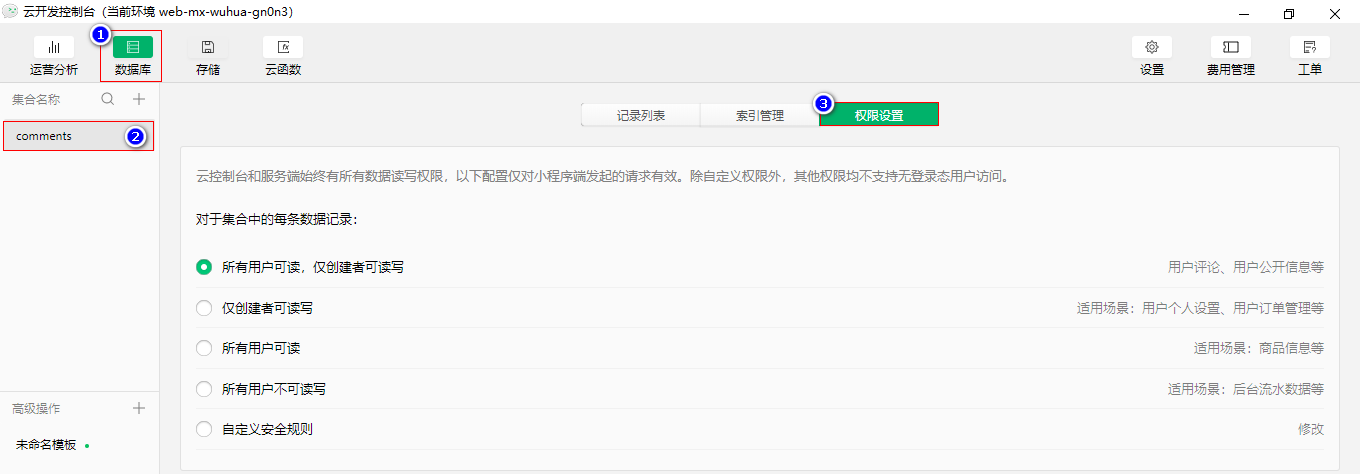 云开发控制台（当前环境 web-mx-wuhua-gn0n3）
1
运营分析 数据库 存储 云函数 设置 费用管理 工单
集合名称
comments 2
记录列表 索引管理 3 权限设置
云控制台和服务端始终有所有数据读写权限，以下配置仅对小程序端发起的请求有效。除自定义权限外，其他权限均不支持无登录态用户访问。
对于集合中的每条数据记录：
所有用户可读，仅创建者可读写 用户评论、用户公开信息等
仅创建者可读写 适用场景：用户个人设置、用户订单管理等
所有用户可读 适用场景：商品信息等
所有用户不可读写 适用场景：后台流水数据等
自定义安全规则 修改
高级操作
未命名模板